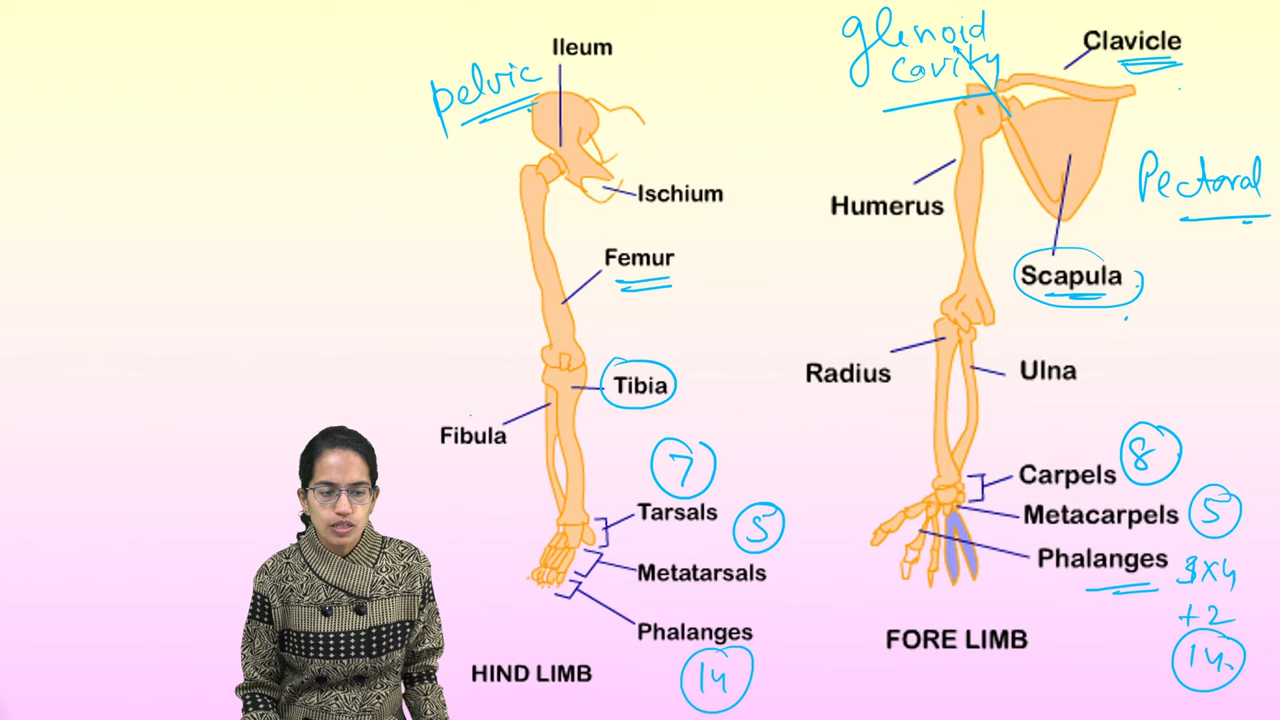 Ileum
pelvic
Ischium
Femur
Tibia
Fibula
7
Tarsals
5
Metatarsals
Phalanges
14
HIND LIMB
glenoid
cavity
Clavicle
Pectoral
Humerus
Scapula
Radius
Ulna
Carpels
8
Metacarpels
5
Phalanges
3x4
+2
14
FORE LIMB